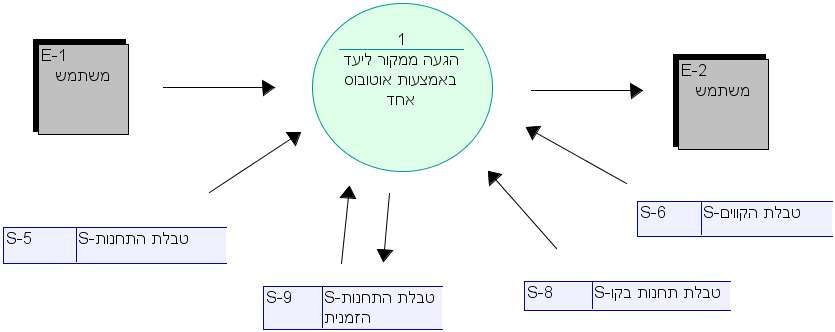 E-1
משתמש
1
הגעה ממקור ליעד
באמצעות אוטובוס
אחד
E-2
משתמש
S-5
טבלת התחנות-S
S-9
טבלת התחנות-S
הזמנית
S-8
טבלת תחנות בקו-S
S-6
טבלת הקווים-S